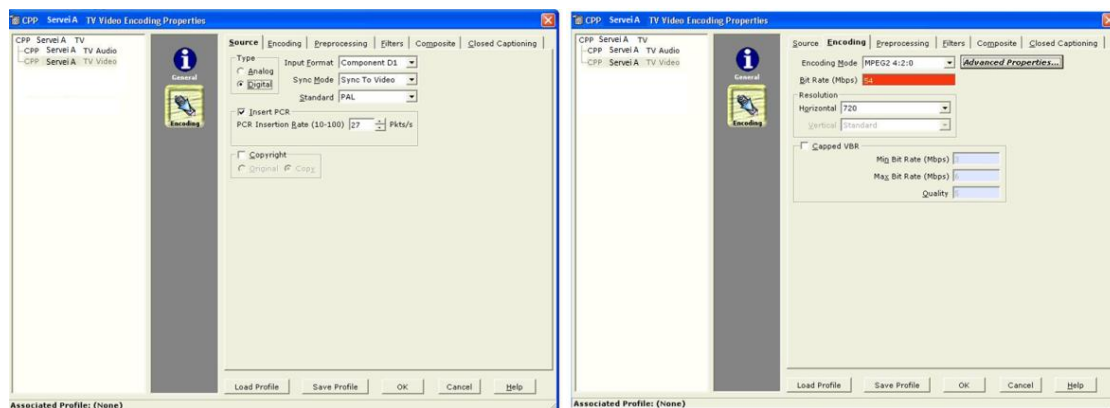 CPP Servei A TV Video Encoding Properties
CPP Servei A TV
CPP Servei A TV Audio
CPP Servei A TV Video
General
Encoding
Source Encoding Preprocessing Filters Composite Closed Captioning
Type
Analog
Digital
Input Format Component D1
Sync Mode Sync To Video
Standard PAL
Insert PCR
PCR Insertion Rate (10-100) 27 Pkts/s
Copyright
Original Copy
Load Profile Save Profile OK Cancel Help
Associated Profile: (None)
CPP Servei A TV Video Encoding Properties
CPP Servei A TV
CPP Servei A TV Audio
CPP Servei A TV Video
General
Encoding
Source Encoding Preprocessing Filters Composite Closed Captioning
Encoding Mode MPEG2 4:2:0 Advanced Properties...
Bit Rate (Mbps) 54
Resolution
Horizontal 720
Vertical Standard
Capped VBR
Min Bit Rate (Mbps) 3
Max Bit Rate (Mbps) 6
Quality 5
Load Profile Save Profile OK Cancel Help
Associated Profile: (None)